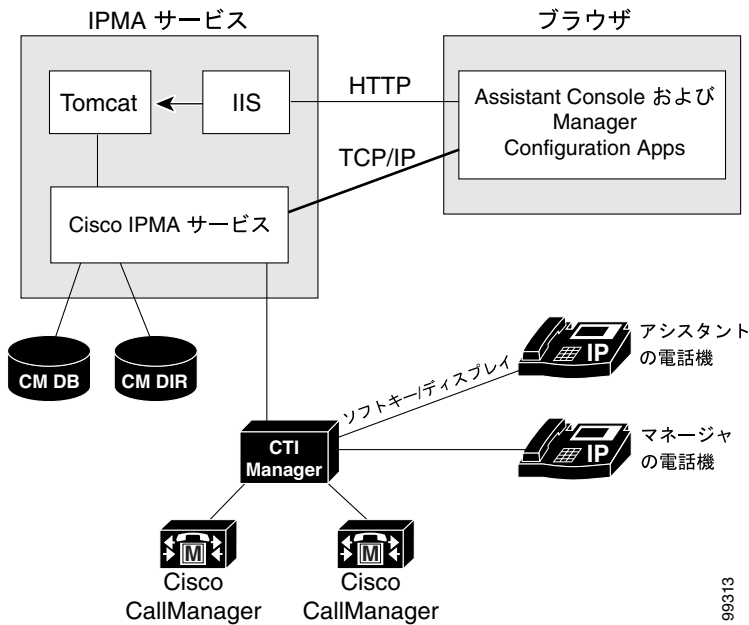 IPMA サービス
ブラウザ
Tomcat
IIS
HTTP
Assistant Console および
Manager
Configuration Apps
TCP/IP
Cisco IPMA サービス
CM DB
CM DIR
ソフトキー/ディスプレイ
IP
アシスタント
の電話機
CTI
Manager
IP
マネージャ
の電話機
M
Cisco
CallManager
M
Cisco
CallManager
99313